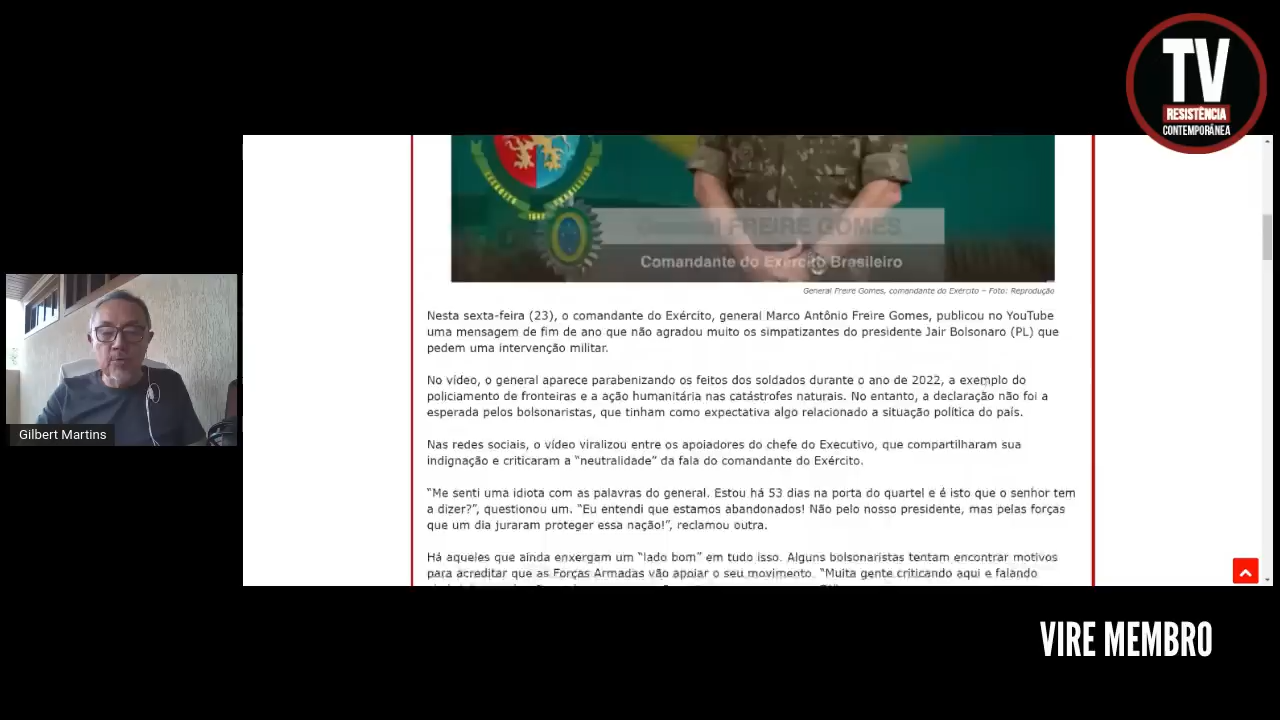 TV
RESISTÊNCIA
CONTEMPORÂNEA
EXÉRCITO BRASILEIRO
General FREIRE GOMES
Comandante do Exército Brasileiro
General Freire Gomes, comandante do Exército – Foto: Reprodução
Nesta sexta-feira (23), o comandante do Exército, general Marco Antônio Freire Gomes, publicou no YouTube
uma mensagem de fim de ano que não agradou muito os simpatizantes do presidente Jair Bolsonaro (PL) que
pedem uma intervenção militar.
No vídeo, o general aparece parabenizando os feitos dos soldados durante o ano de 2022, a exemplo do
policiamento de fronteiras e a ação humanitária nas catástrofes naturais. No entanto, a declaração não foi a
esperada pelos bolsonaristas, que tinham como expectativa algo relacionado a situação política do país.
Nas redes sociais, o vídeo viralizou entre os apoiadores do chefe do Executivo, que compartilharam sua
indignação e criticaram a “neutralidade” da fala do comandante do Exército.
“Me senti uma idiota com as palavras do general. Estou há 53 dias na porta do quartel e é isto que o senhor tem
a dizer?”, questionou um. “Eu entendi que estamos abandonados! Não pelo nosso presidente, mas pelas forças
que um dia juraram proteger essa nação!”, reclamou outra.
Há aqueles que ainda enxergam um “lado bom” em tudo isso. Alguns bolsonaristas tentam encontrar motivos
para acreditar que as Forças Armadas vão apoiar o seu movimento. “Muita gente criticando aqui e falando
Gilbert Martins
VIRE MEMBRO